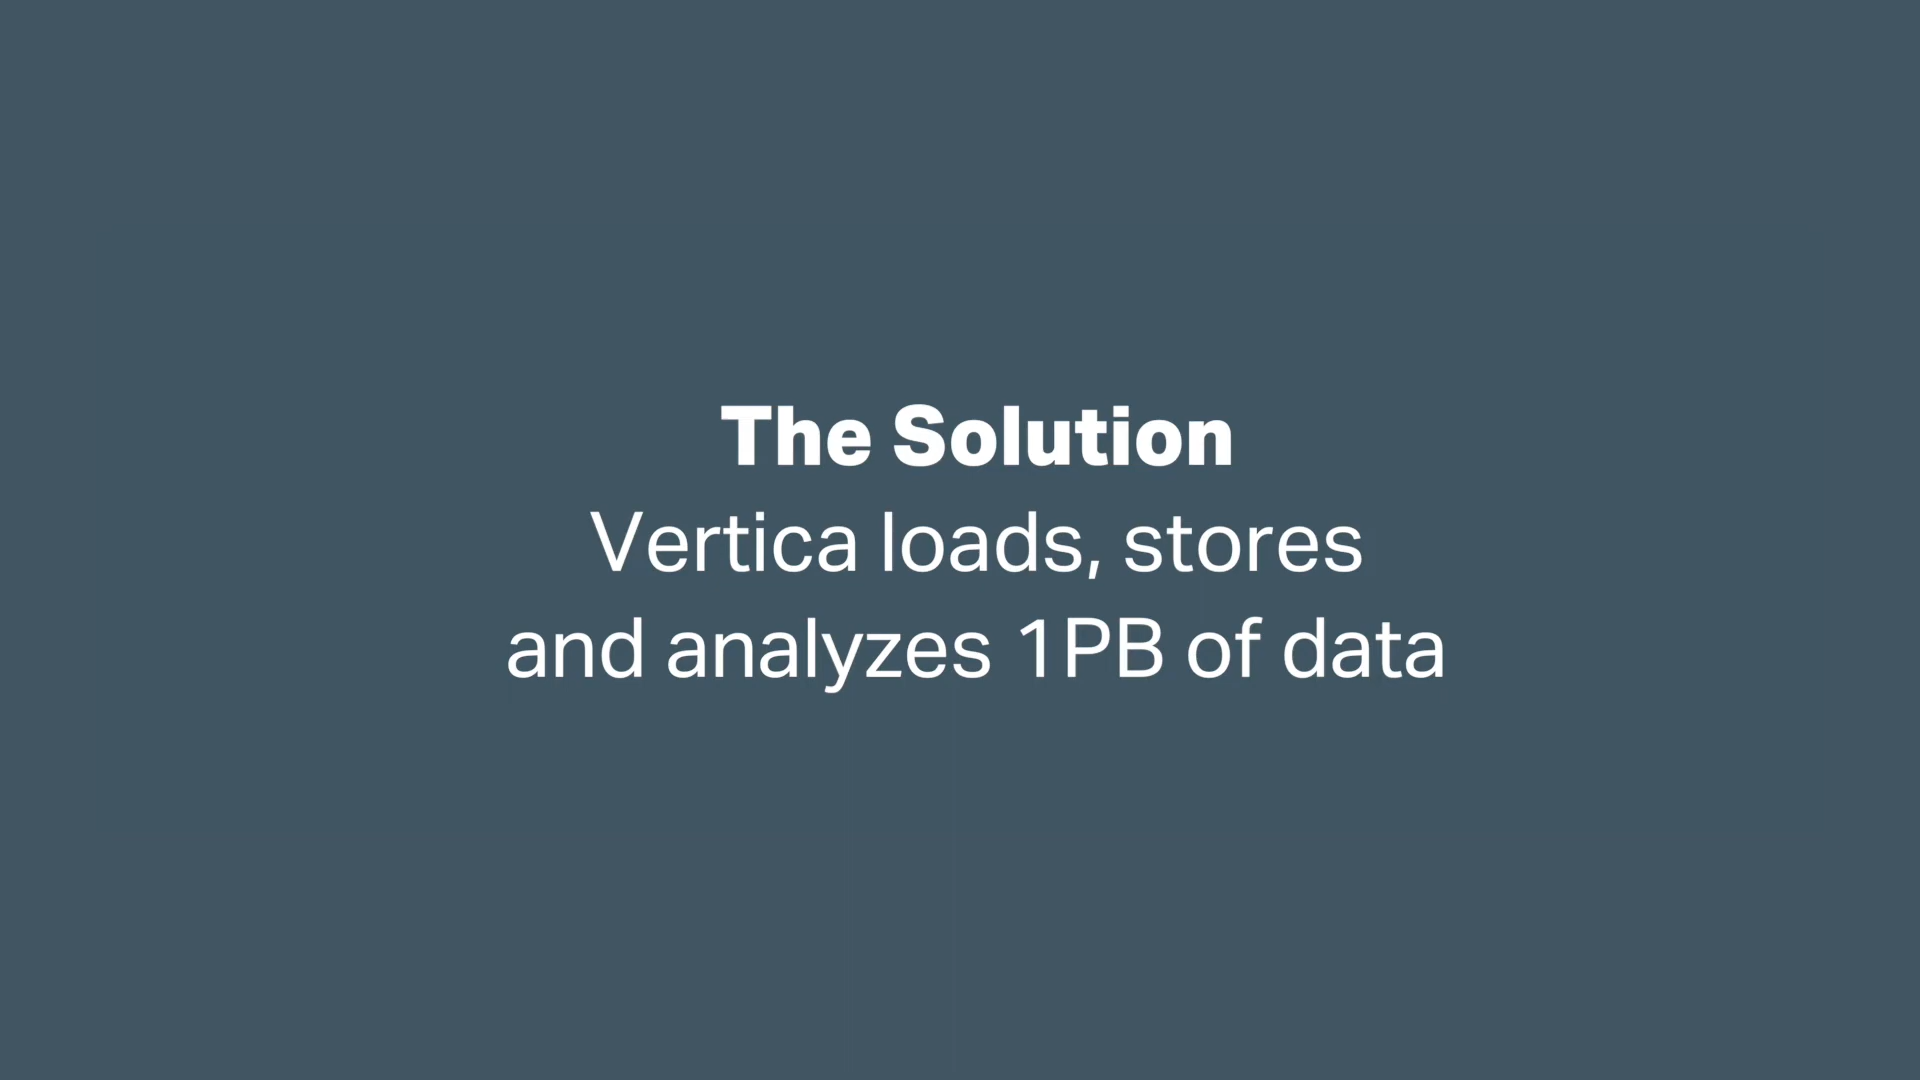 The Solution
Vertica loads, stores
and analyzes 1PB of data